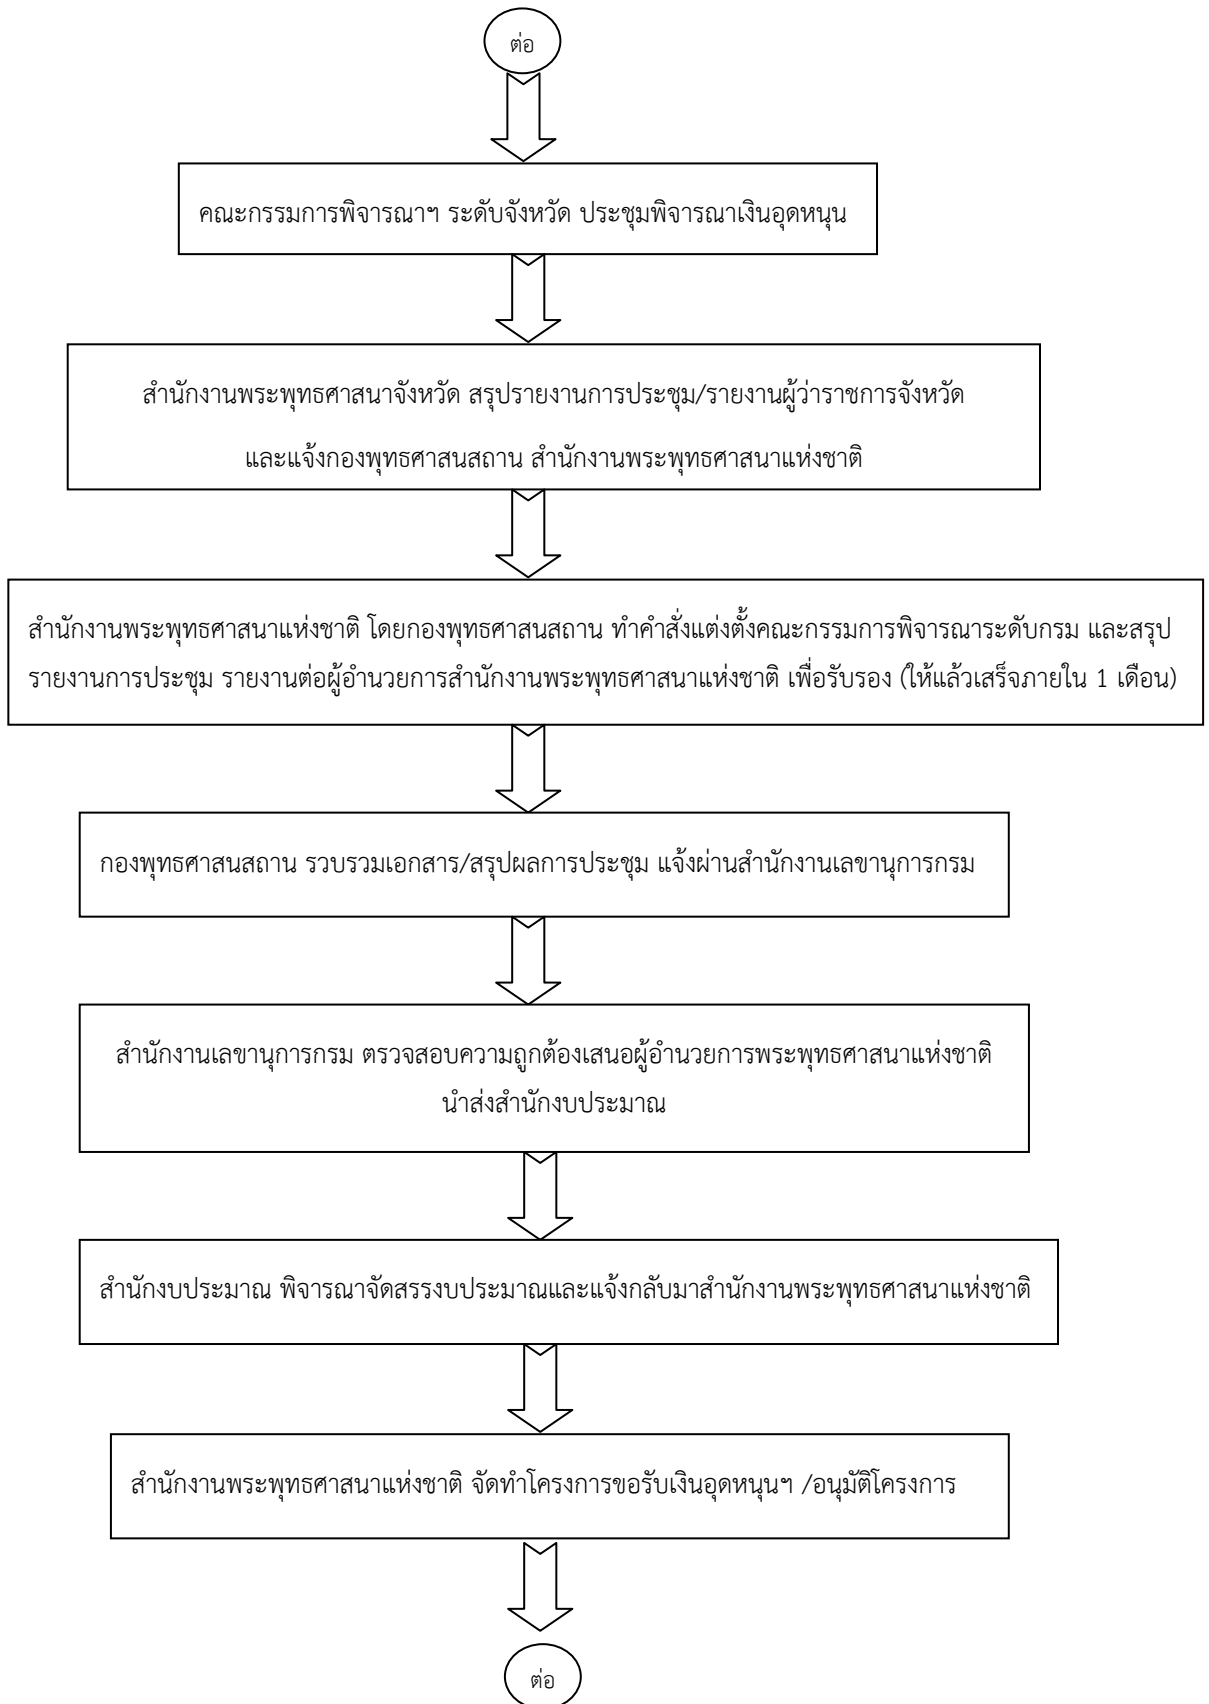 ต่อ
คณะกรรมการพิจารณาฯ ระดับจังหวัด ประชุมพิจารณาเงินอุดหนุน
สำนักงานพระพุทธศาสนาจังหวัด สรุปรายงานการประชุม/รายงานผู้ว่าราชการจังหวัด
และแจ้งกองพุทธศาสนสถาน สำนักงานพระพุทธศาสนาแห่งชาติ
สำนักงานพระพุทธศาสนาแห่งชาติ โดยกองพุทธศาสนสถาน ทำคำสั่งแต่งตั้งคณะกรรมการพิจารณาระดับกรม และสรุป
รายงานการประชุม รายงานต่อผู้อำนวยการสำนักงานพระพุทธศาสนาแห่งชาติ เพื่อรับรอง (ให้แล้วเสร็จภายใน 1 เดือน)
กองพุทธศาสนสถาน รวบรวมเอกสาร/สรุปผลการประชุม แจ้งผ่านสำนักงานเลขานุการกรม
สำนักงานเลขานุการกรม ตรวจสอบความถูกต้องเสนอผู้อำนวยการพระพุทธศาสนาแห่งชาติ
นำส่งสำนักงบประมาณ
สำนักงบประมาณ พิจารณาจัดสรรงบประมาณและแจ้งกลับมาสำนักงานพระพุทธศาสนาแห่งชาติ
สำนักงานพระพุทธศาสนาแห่งชาติ จัดทำโครงการขอรับเงินอุดหนุนฯ /อนุมัติโครงการ
ต่อ